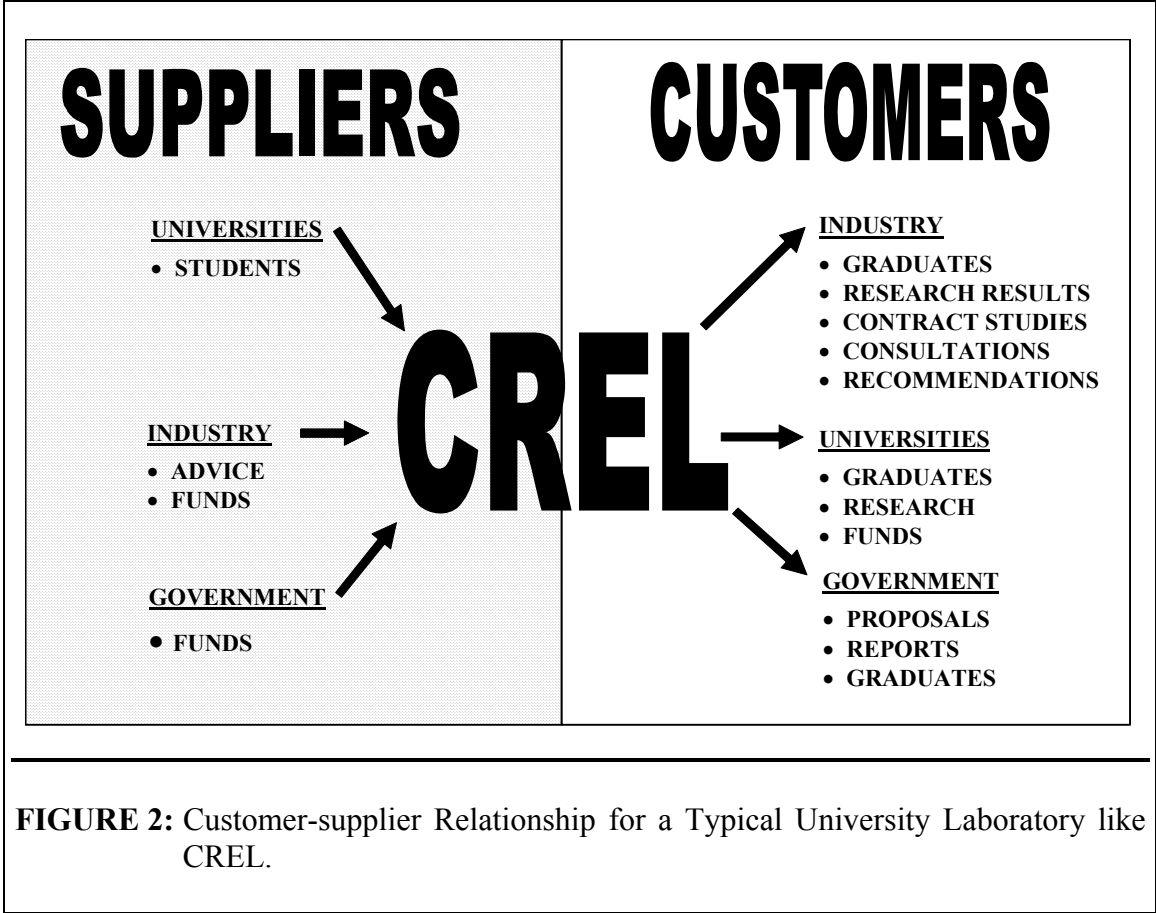 SUPPLIERS
UNIVERSITIES
• STUDENTS
INDUSTRY
• ADVICE
• FUNDS
GOVERNMENT
• FUNDS
CREL
CUSTOMERS
INDUSTRY
• GRADUATES
• RESEARCH RESULTS
• CONTRACT STUDIES
• CONSULTATIONS
• RECOMMENDATIONS
UNIVERSITIES
• GRADUATES
• RESEARCH
• FUNDS
GOVERNMENT
• PROPOSALS
• REPORTS
• GRADUATES
FIGURE 2: Customer-supplier Relationship for a Typical University Laboratory like
CREL.